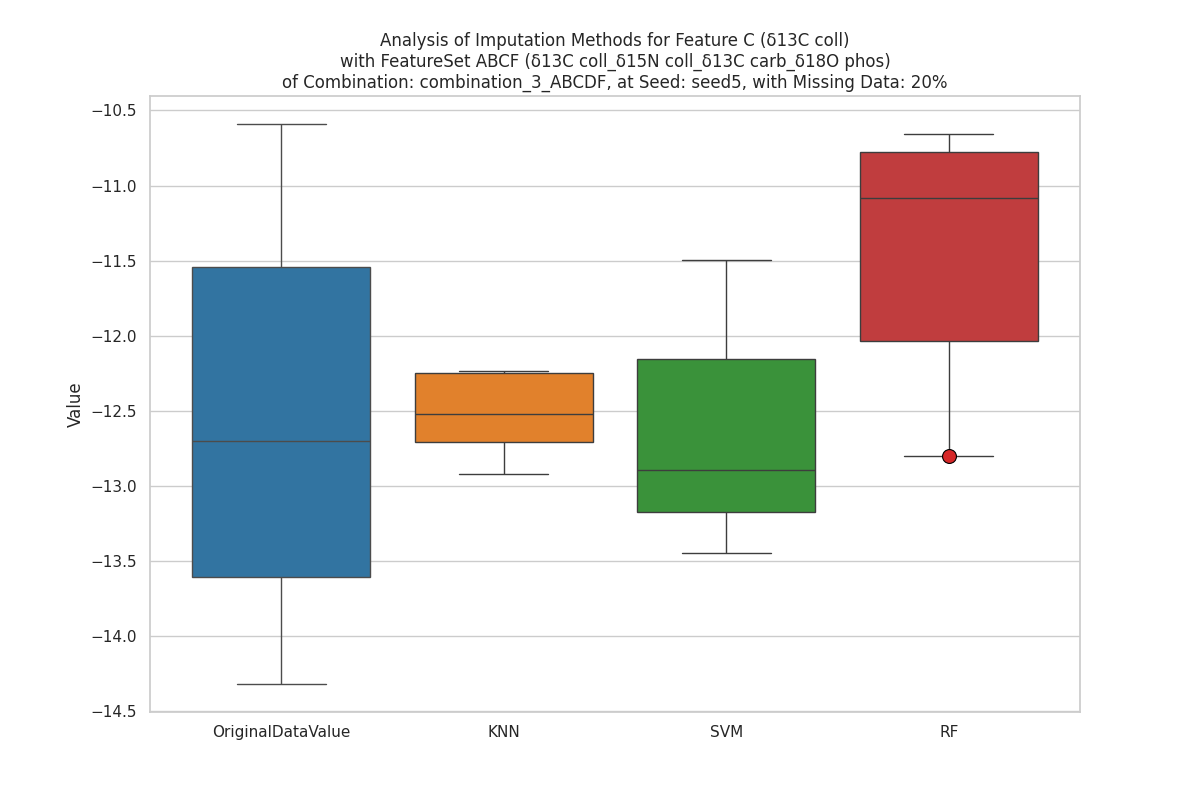 Analysis of Imputation Methods for Feature C (δ13C coll)
with FeatureSet ABCF (δ13C coll_δ15N coll_δ13C carb_δ18O phos)
of Combination: combination_3_ABCDF, at Seed: seed5, with Missing Data: 20%
−10.5
−11.0
−11.5
−12.0
−12.5
−13.0
−13.5
−14.0
−14.5
Value
OriginalDataValue
KNN
SVM
RF